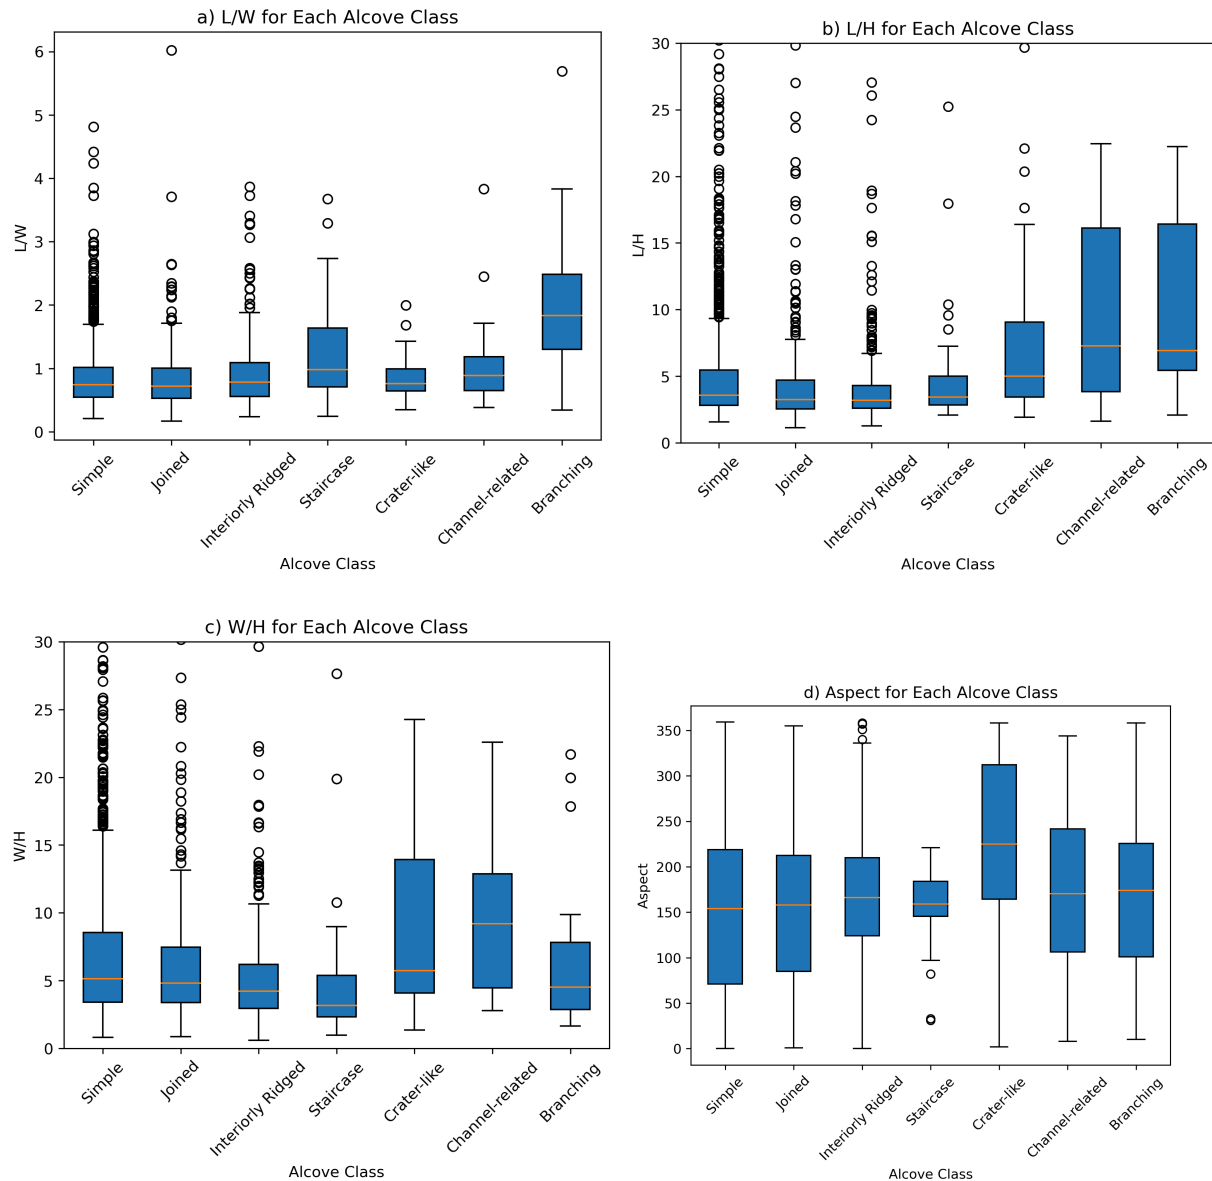 a) L/W for Each Alcove Class
6
5
4
3
2
1
0
L/W
Simple
Joined
Interiorly Ridged
Staircase
Crater-like
Channel-related
Branching
Alcove Class
b) L/H for Each Alcove Class
30
25
20
15
10
5
0
L/H
Simple
Joined
Interiorly Ridged
Staircase
Crater-like
Channel-related
Branching
Alcove Class
c) W/H for Each Alcove Class
30
25
20
15
10
5
0
W/H
Simple
Joined
Interiorly Ridged
Staircase
Crater-like
Channel-related
Branching
Alcove Class
d) Aspect for Each Alcove Class
350
300
250
200
150
100
50
0
Aspect
Simple
Joined
Interiorly Ridged
Staircase
Crater-like
Channel-related
Branching
Alcove Class